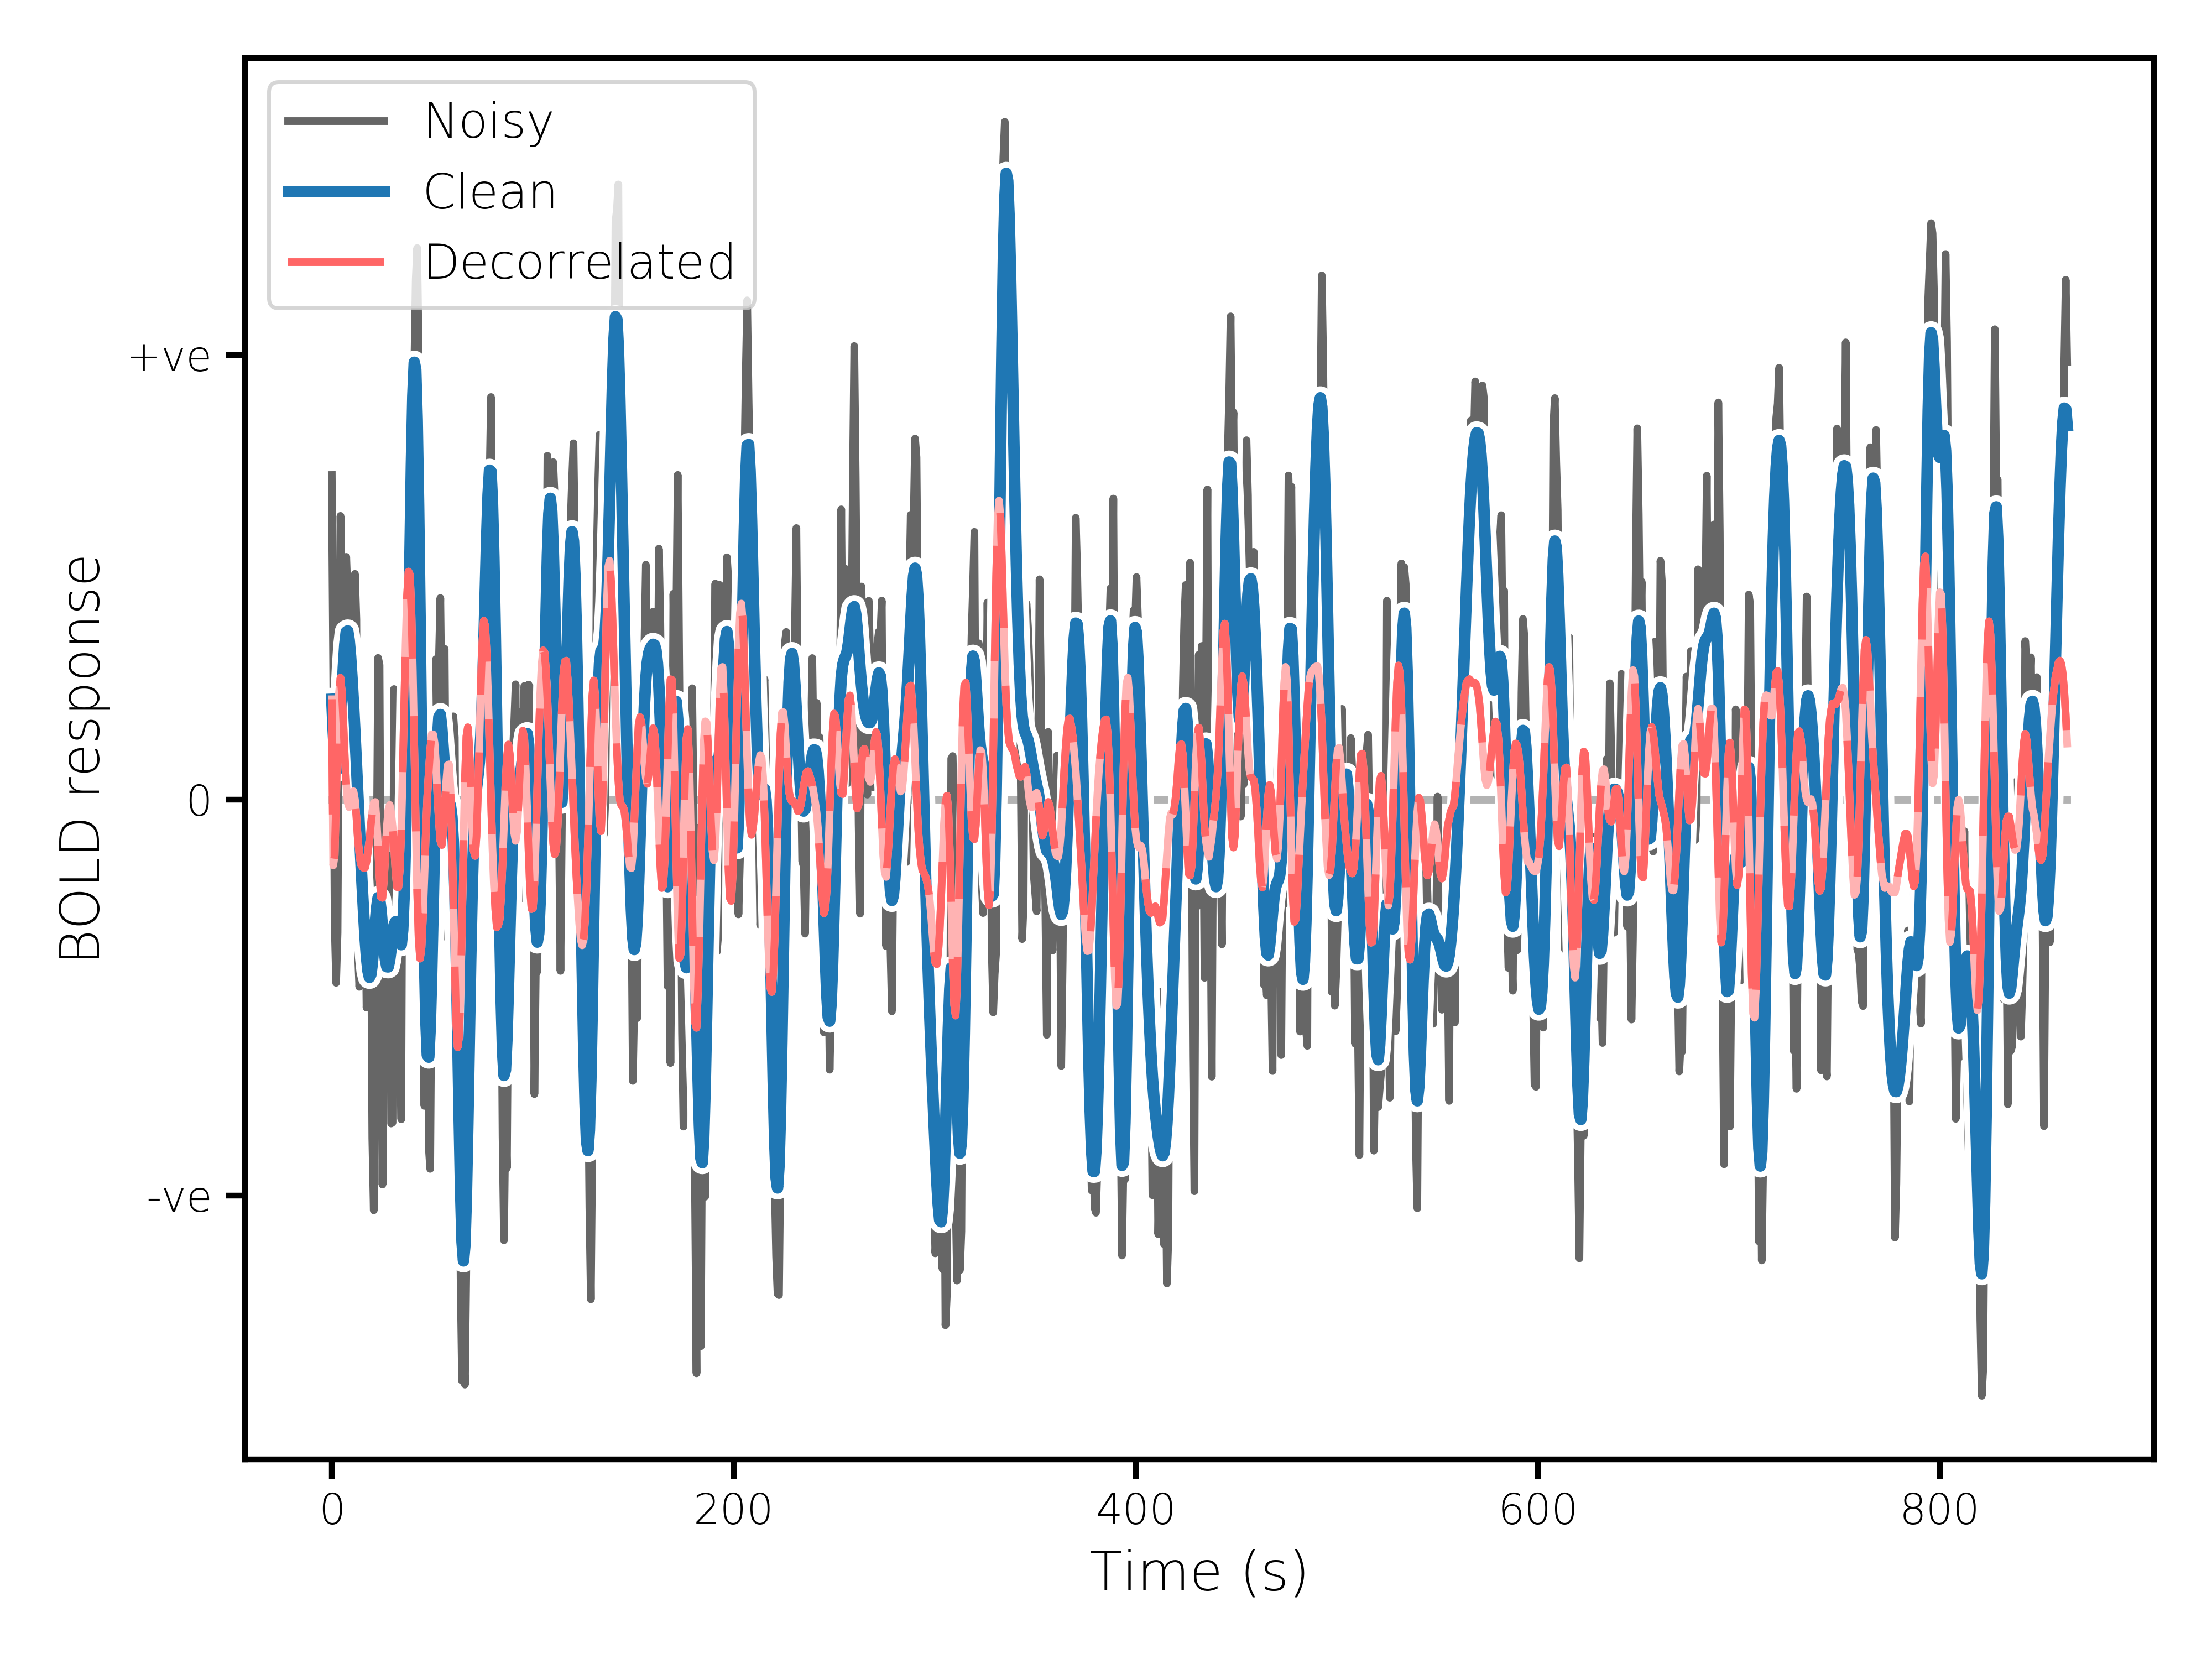 Noisy
Clean
Decorrelated
+ve
0
-ve
BOLD response
0 200 400 600 800
Time (s)